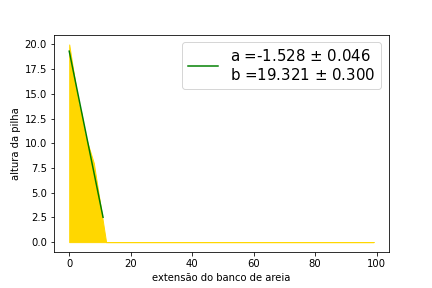 20.0
17.5
15.0
12.5
10.0
7.5
5.0
2.5
0.0
altura da pilha
a =-1.528 ± 0.046
b =19.321 ± 0.300
0 20 40 60 80 100
extensão do banco de areia